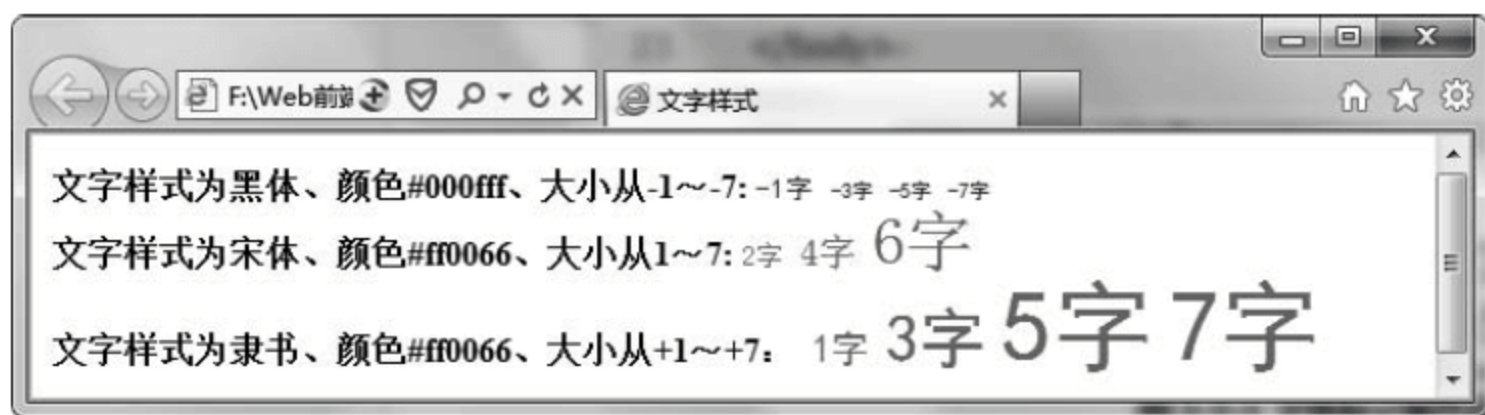 F:\Web前端
文字样式
文字样式为黑体、颜色#000fff、大小从-1～-7: -1字 -3字 -5字 -7字
文字样式为宋体、颜色#ff0066、大小从1～7: 2字 4字 6字
文字样式为隶书、颜色#ff0066、大小从+1～+7： 1字 3字 5字 7字